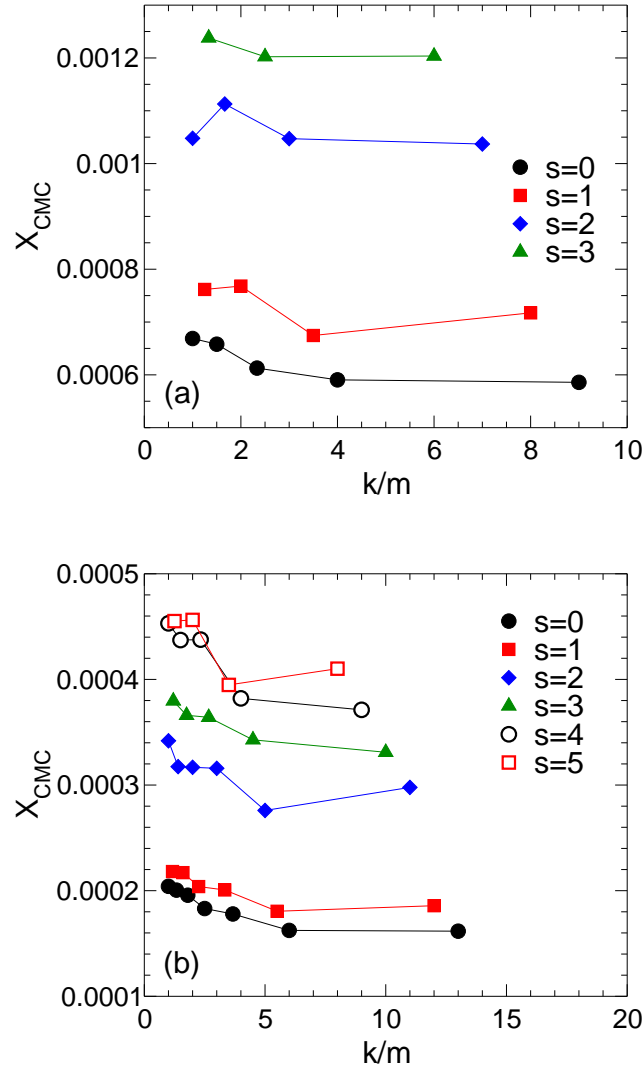 0.0012
0.001
0.0008
0.0006
X_CMC
s=0
s=1
s=2
s=3
(a)
0 2 4 6 8 10
k/m
0.0005
0.0004
0.0003
0.0002
0.0001
X_CMC
s=0
s=1
s=2
s=3
s=4
s=5
(b)
0 5 10 15 20
k/m